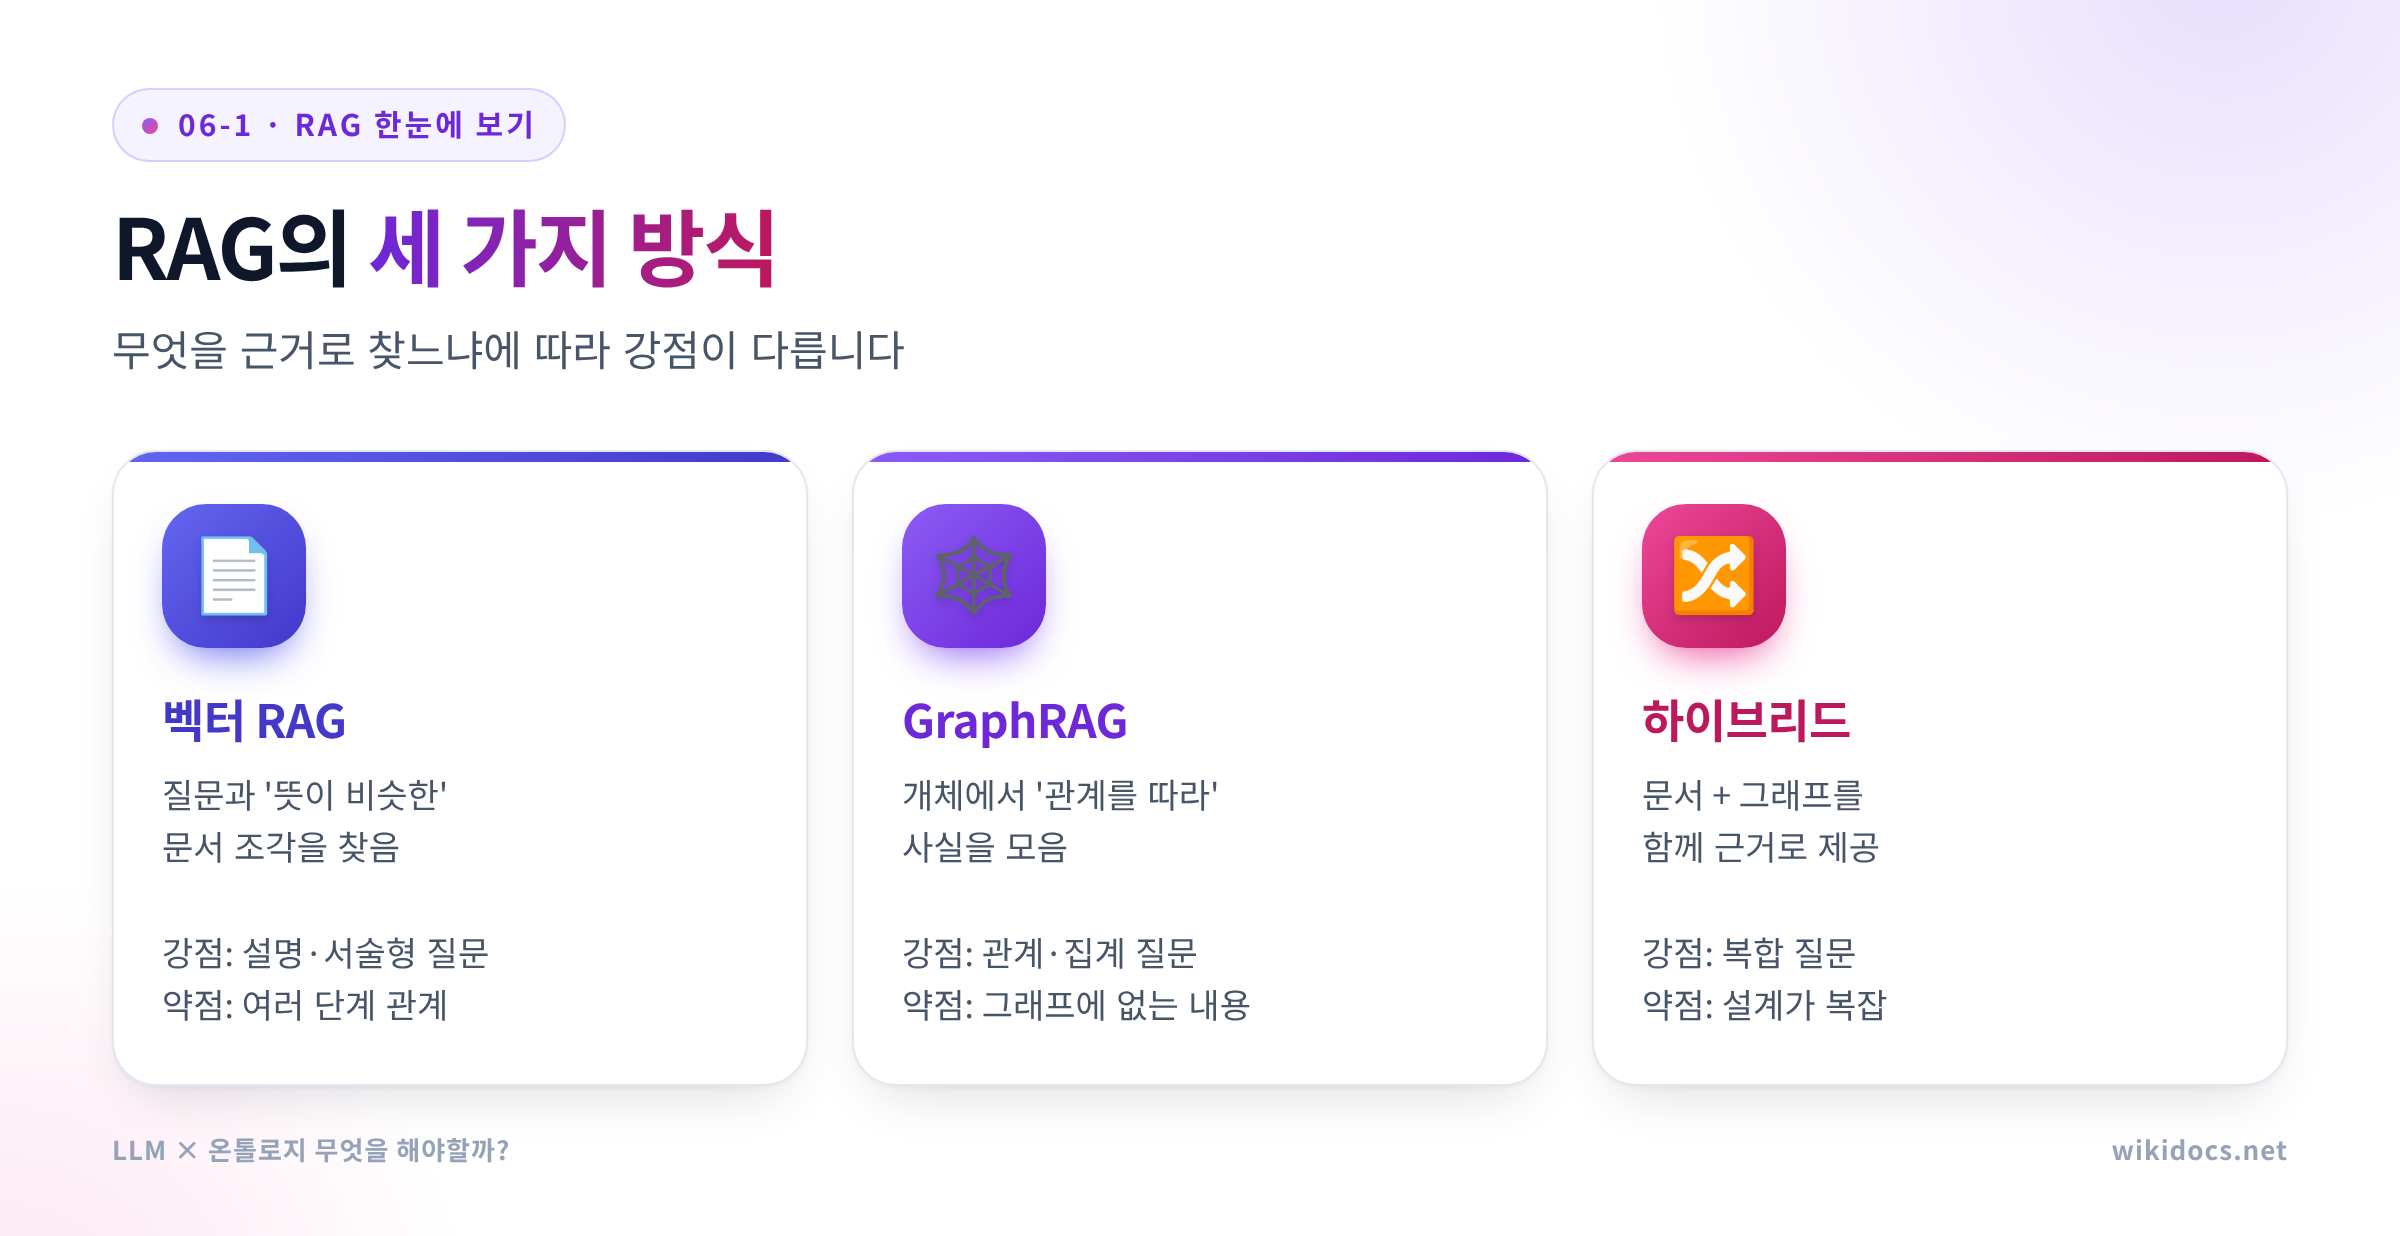 06-1 · RAG 한눈에 보기
RAG의 세 가지 방식
무엇을 근거로 찾느냐에 따라 강점이 다릅니다
벡터 RAG
질문과 '뜻이 비슷한'
문서 조각을 찾음
강점: 설명·서술형 질문
약점: 여러 단계 관계
GraphRAG
개체에서 '관계를 따라'
사실을 모음
강점: 관계·집계 질문
약점: 그래프에 없는 내용
하이브리드
문서 + 그래프를
함께 근거로 제공
강점: 복합 질문
약점: 설계가 복잡
LLM × 온톨로지 무엇을 해야할까?
wikidocs.net